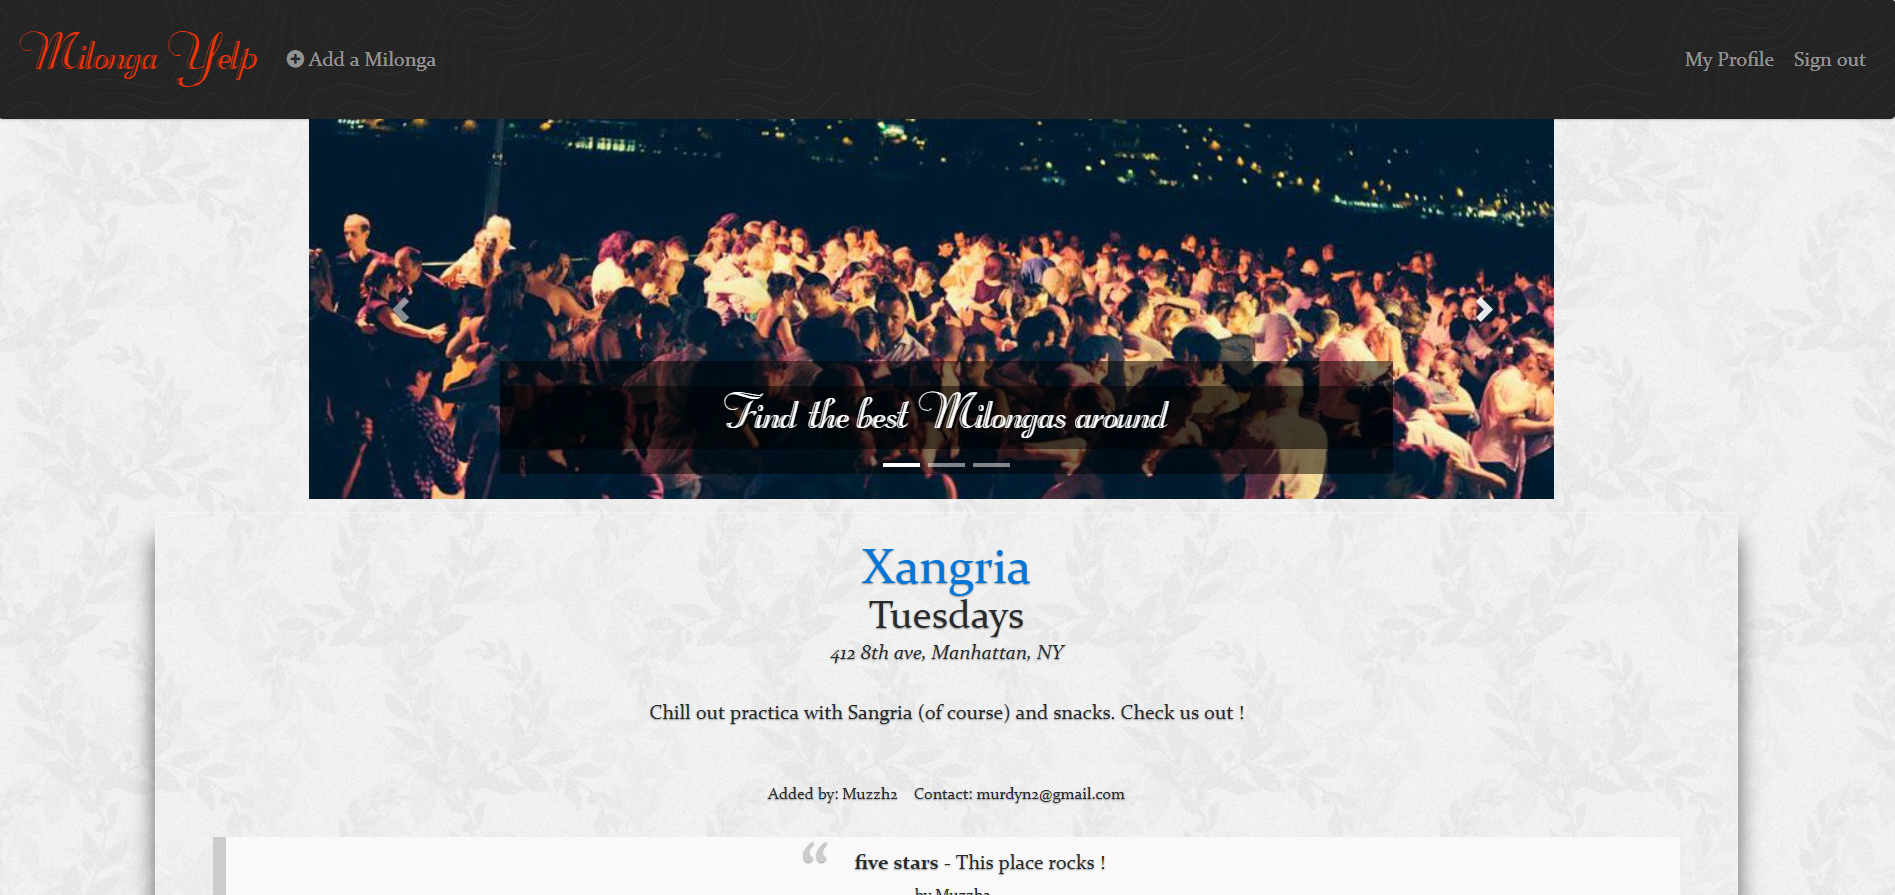 Milonga Yelp
Add a Milonga
My Profile
Sign out
Find the best Milongas around
Xangria
Tuesdays
412 8th ave, Manhattan, NY
Chill out practica with Sangria (of course) and snacks. Check us out !
Added by: Muzzh2 Contact: murdyn2@gmail.com
“ five stars - This place rocks !
by Muzzh2